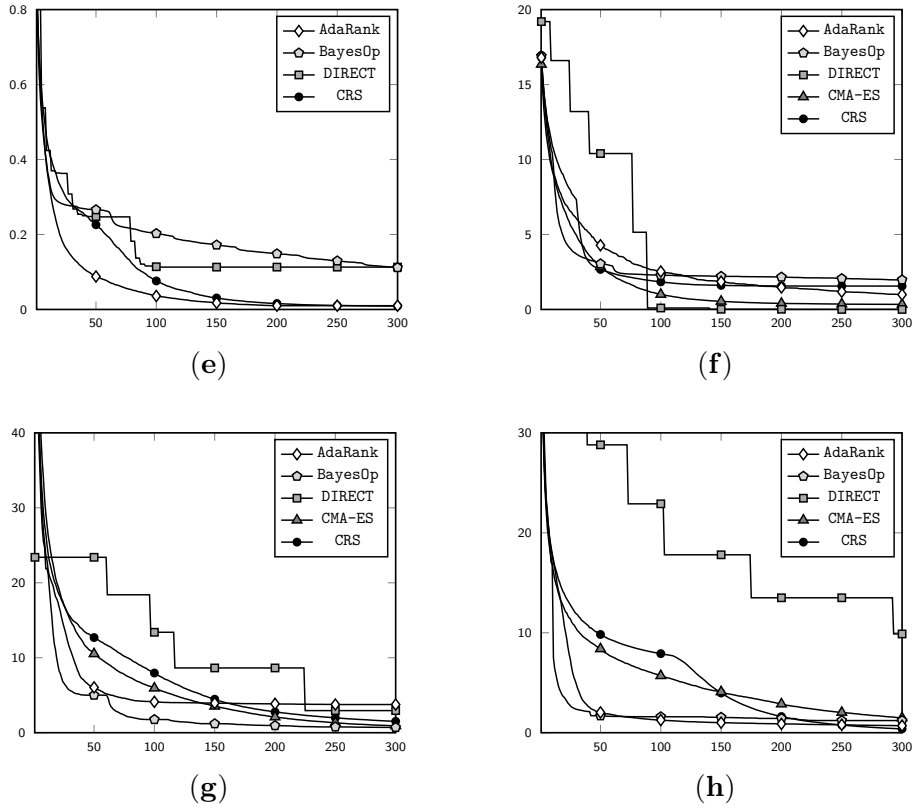 0.8
0.6
0.4
0.2
0
50 100 150 200 250 300
AdaRank
BayesOp
DIRECT
CRS
(e)
20
15
10
5
0
50 100 150 200 250 300
AdaRank
BayesOp
DIRECT
CMA-ES
CRS
(f)
40
30
20
10
0
50 100 150 200 250 300
AdaRank
BayesOp
DIRECT
CMA-ES
CRS
(g)
30
20
10
0
50 100 150 200 250 300
AdaRank
BayesOp
DIRECT
CMA-ES
CRS
(h)